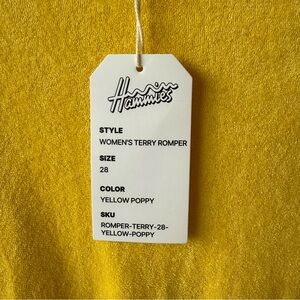 Hammies
STYLE
WOMEN'S TERRY ROMPER
SIZE
28
COLOR
YELLOW POPPY
SKU
ROMPER-TERRY-28-
YELLOW-POPPY